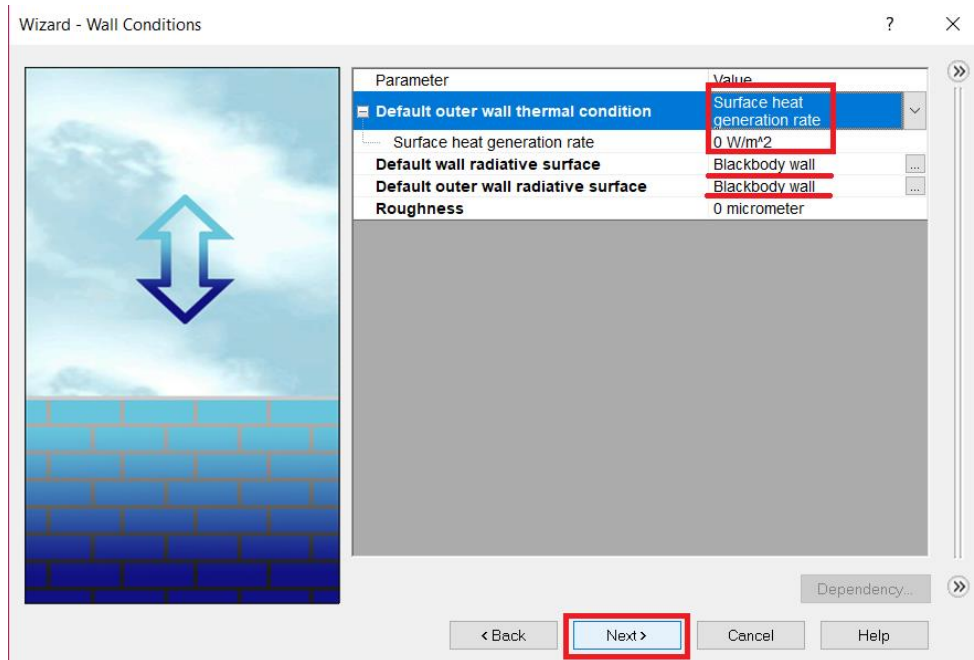 Wizard - Wall Conditions ? ×
Parameter Value
Default outer wall thermal condition Surface heat generation rate
Surface heat generation rate 0 W/m^2
Default wall radiative surface Blackbody wall ...
Default outer wall radiative surface Blackbody wall ...
Roughness 0 micrometer
Dependency...
< Back Next > Cancel Help